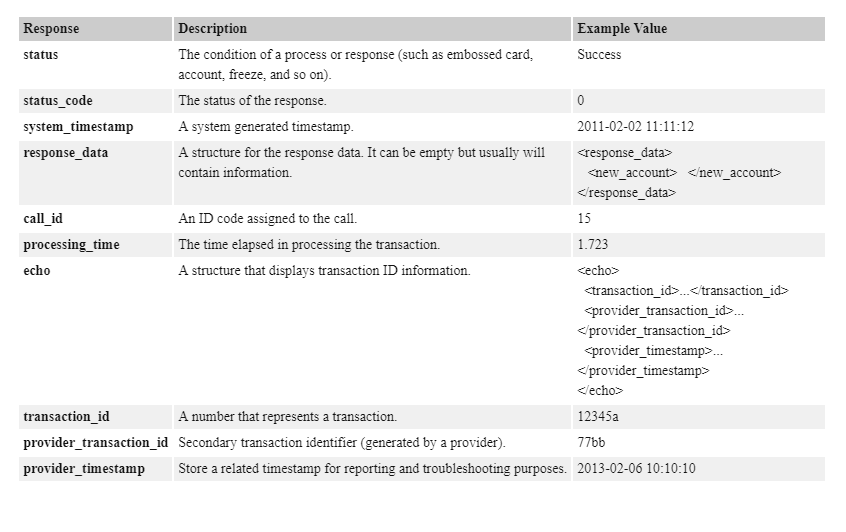 Response Description Example Value
status The condition of a process or response (such as embossed card, Success
account, freeze, and so on).
status_code The status of the response. 0
system_timestamp A system generated timestamp. 2011-02-02 11:11:12
response_data A structure for the response data. It can be empty but usually will <response_data>
contain information. <new_account> </new_account>
</response_data>
call_id An ID code assigned to the call. 15
processing_time The time elapsed in processing the transaction. 1.723
echo A structure that displays transaction ID information. <echo>
<transaction_id>...</transaction_id>
<provider_transaction_id>...
</provider_transaction_id>
<provider_timestamp>...
</provider_timestamp>
</echo>
transaction_id A number that represents a transaction. 12345a
provider_transaction_id Secondary transaction identifier (generated by a provider). 77bb
provider_timestamp Store a related timestamp for reporting and troubleshooting purposes. 2013-02-06 10:10:10